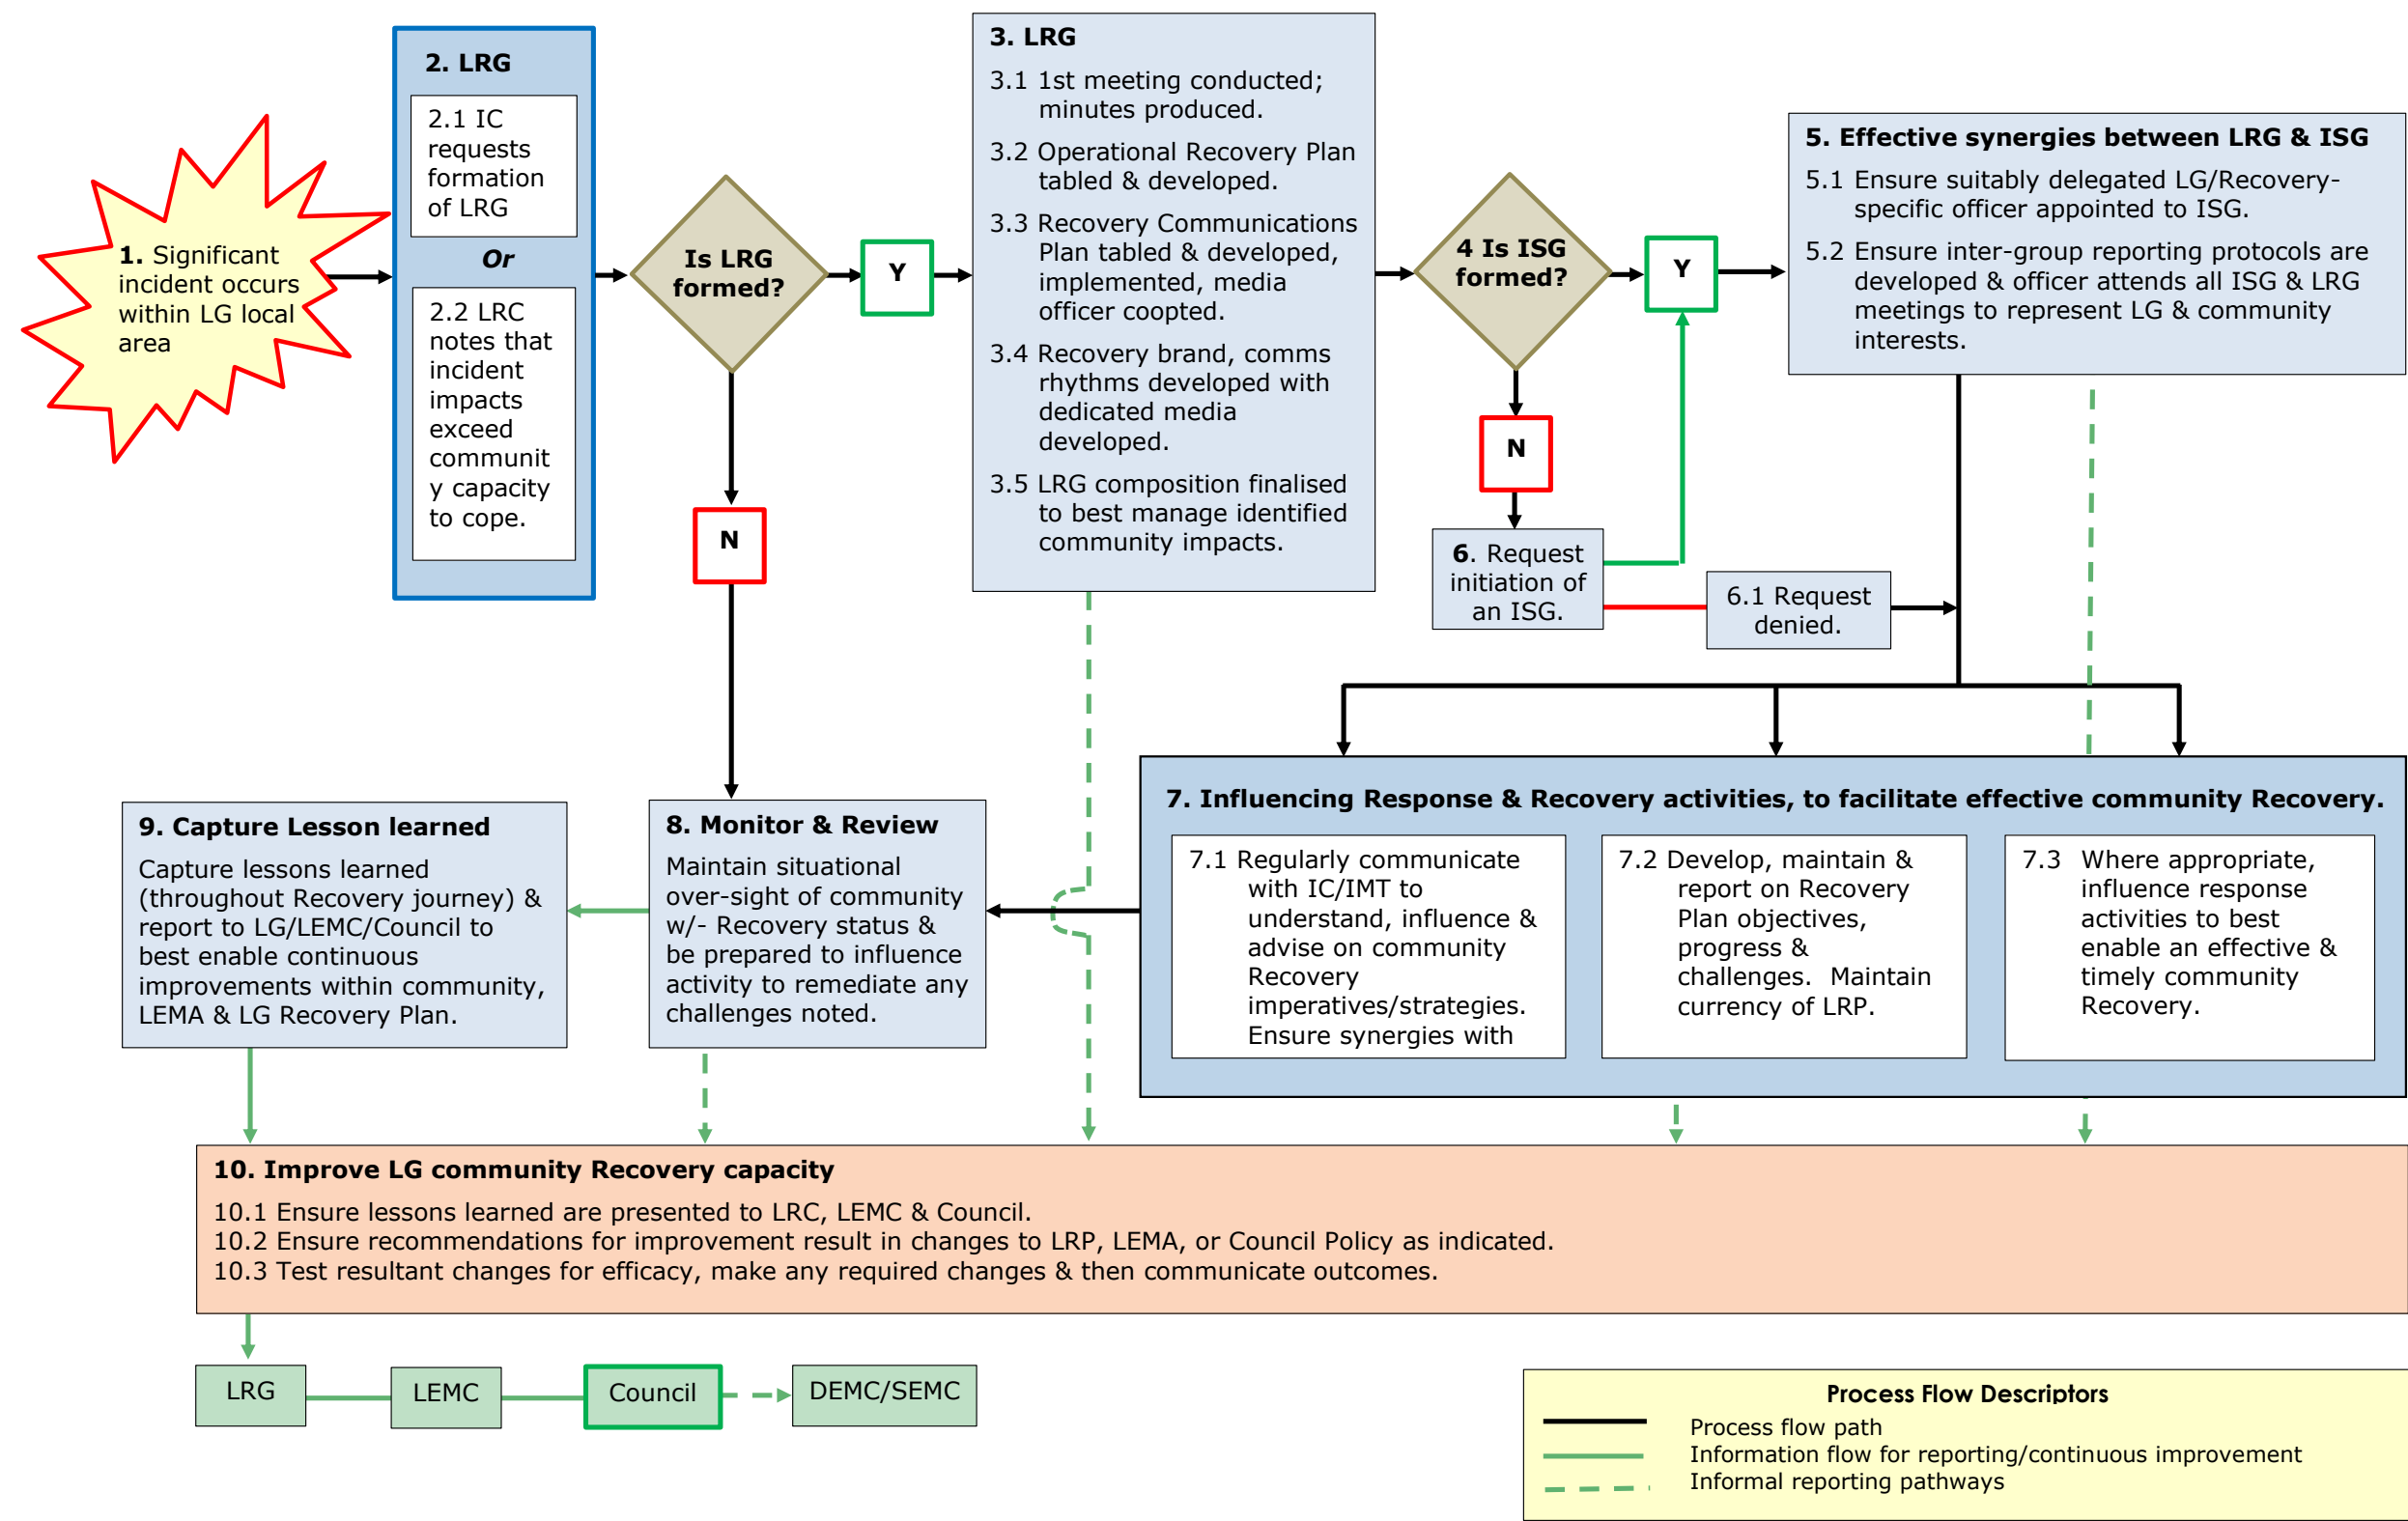 1. Significant
incident occurs
within LG local
area
2. LRG
2.1 IC
requests
formation
of LRG
Or
2.2 LRC
notes that
incident
impacts
exceed
communit
y capacity
to cope.
Is LRG
formed?
Y
N
3. LRG
3.1 1st meeting conducted;
minutes produced.
3.2 Operational Recovery Plan
tabled & developed.
3.3 Recovery Communications
Plan tabled & developed,
implemented, media
officer coopted.
3.4 Recovery brand, comms
rhythms developed with
dedicated media
developed.
3.5 LRG composition finalised
to best manage identified
community impacts.
4 Is ISG
formed?
Y
N
5. Effective synergies between LRG & ISG
5.1 Ensure suitably delegated LG/Recovery-
specific officer appointed to ISG.
5.2 Ensure inter-group reporting protocols are
developed & officer attends all ISG & LRG
meetings to represent LG & community
interests.
6. Request
initiation of
an ISG.
6.1 Request
denied.
7. Influencing Response & Recovery activities, to facilitate effective community Recovery.
7.1 Regularly communicate
with IC/IMT to
understand, influence &
advise on community
Recovery
imperatives/strategies.
Ensure synergies with
7.2 Develop, maintain &
report on Recovery
Plan objectives,
progress &
challenges. Maintain
currency of LRP.
7.3 Where appropriate,
influence response
activities to best
enable an effective &
timely community
Recovery.
8. Monitor & Review
Maintain situational
over-sight of community
w/- Recovery status &
be prepared to influence
activity to remediate any
challenges noted.
9. Capture Lesson learned
Capture lessons learned
(throughout Recovery journey) &
report to LG/LEMC/Council to
best enable continuous
improvements within community,
LEMA & LG Recovery Plan.
10. Improve LG community Recovery capacity
10.1 Ensure lessons learned are presented to LRC, LEMC & Council.
10.2 Ensure recommendations for improvement result in changes to LRP, LEMA, or Council Policy as indicated.
10.3 Test resultant changes for efficacy, make any required changes & then communicate outcomes.
LRG
LEMC
Council
DEMC/SEMC
Process Flow Descriptors
Process flow path
Information flow for reporting/continuous improvement
Informal reporting pathways